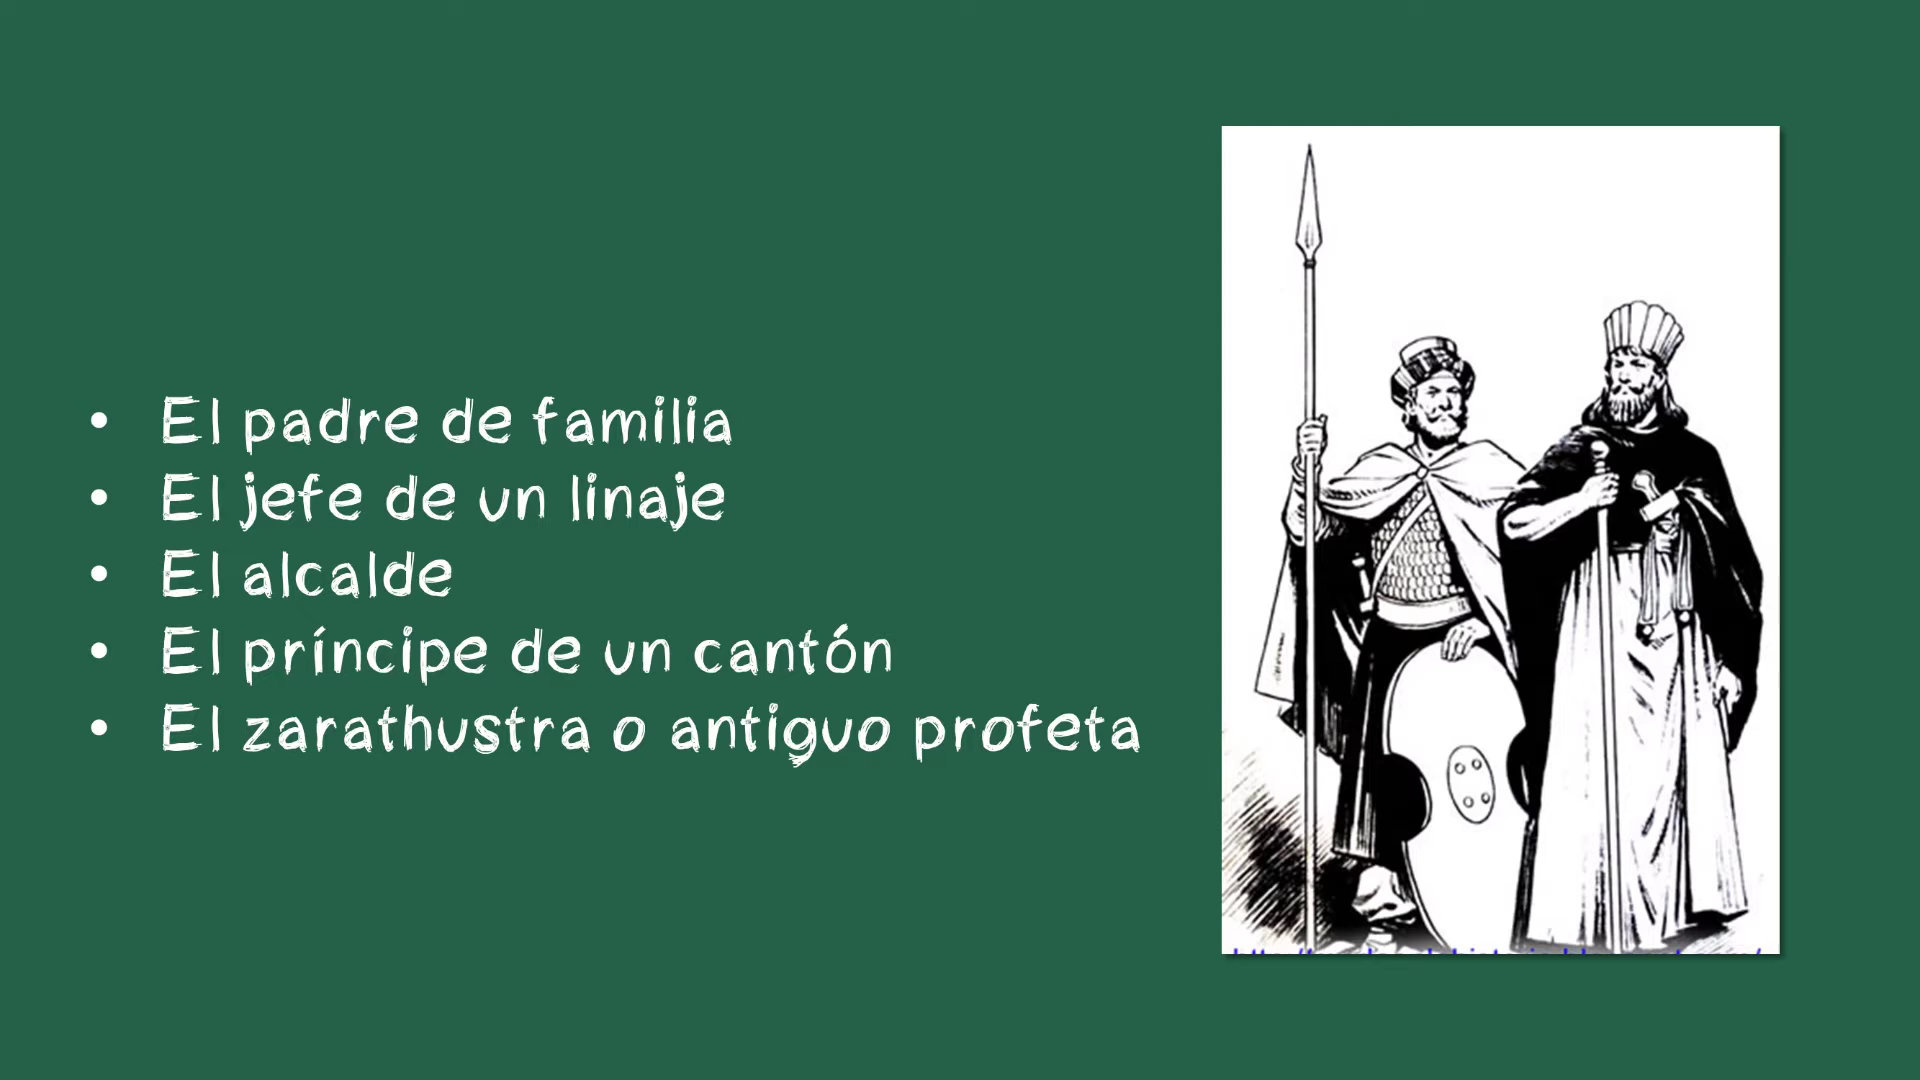 • El padre de familia
• El jefe de un linaje
• El alcalde
• El príncipe de un cantón
• El zarathustra o antiguo profeta